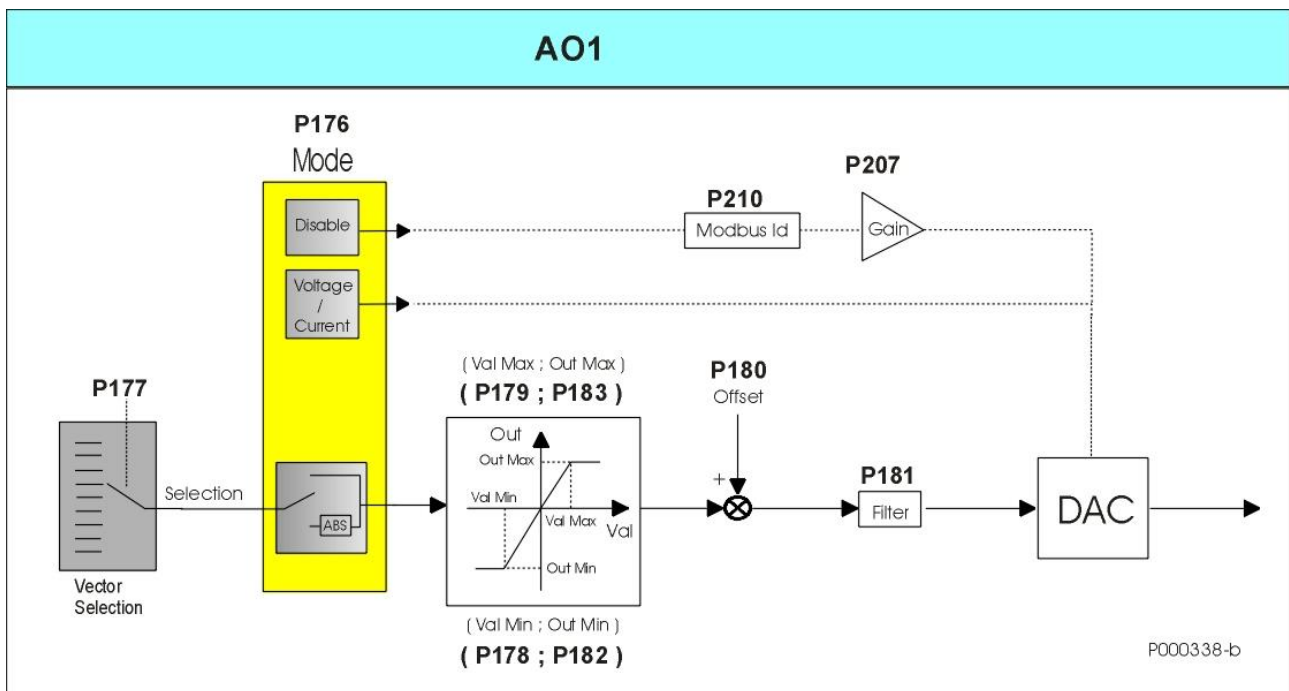 AO1
P176
Mode
Disable
Voltage
/
Current
P210
Modbus Id
P207
Gain
P177
Selection
ABS
Vector
Selection
( Val Max ; Out Max )
( P179 ; P183 )
Out
Out Max
Val Min
Val Max
Val
Out Min
( Val Min ; Out Min )
( P178 ; P182 )
P180
Offset
+
P181
Filter
DAC
P000338-b